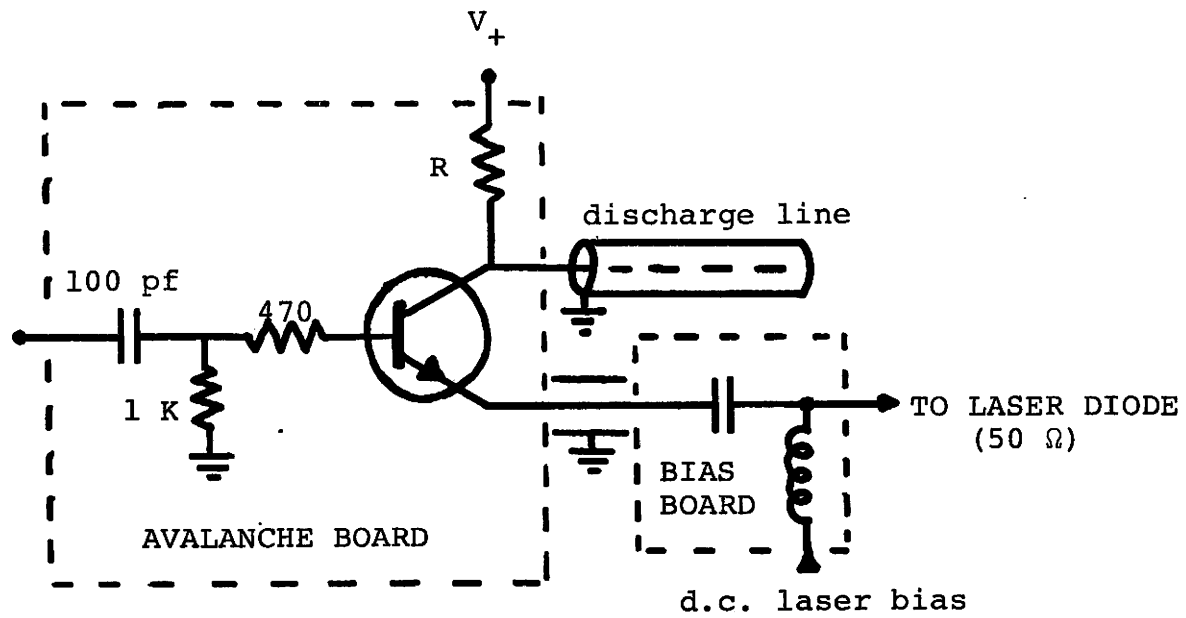 V+
R
discharge line
100 pf
470
1 K
TO LASER DIODE
(50 Ω)
BIAS
BOARD
AVALANCHE BOARD
d.c. laser bias